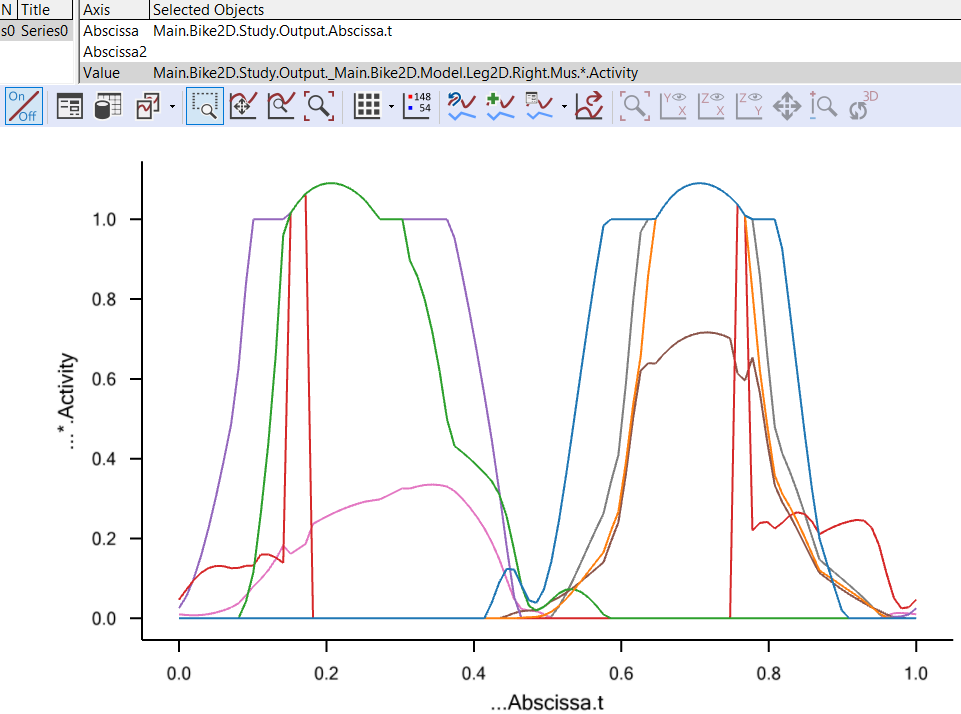 N Title Axis Selected Objects
s0 Series0 Abscissa Main.Bike2D.Study.Output.Abscissa.t
Abscissa2
Value Main.Bike2D.Study.Output._Main.Bike2D.Model.Leg2D.Right.Mus.*.Activity
On
Off
148
54
Y
X
Z
X
Z
Y
3D
1.0
0.8
0.6
0.4
0.2
0.0
...*.Activity
0.0 0.2 0.4 0.6 0.8 1.0
...Abscissa.t